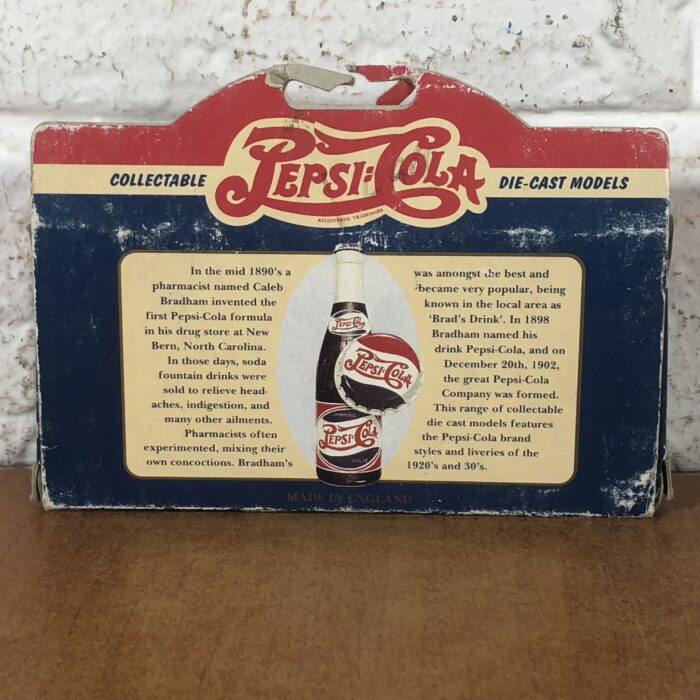 COLLECTABLE PEPSI:COLA DIE-CAST MODELS
REGISTERED TRADEMARK
In the mid 1890's a
pharmacist named Caleb
Bradham invented the
first Pepsi-Cola formula
in his drug store at New
Bern, North Carolina.
In those days, soda
fountain drinks were
sold to relieve head-
aches, indigestion, and
many other ailments.
Pharmacists often
experimented, mixing their
own concoctions. Bradham's
was amongst the best and
became very popular, being
known in the local area as
'Brad's Drink'. In 1898
Bradham named his
drink Pepsi-Cola, and on
December 20th, 1902,
the great Pepsi-Cola
Company was formed.
This range of collectable
die cast models features
the Pepsi-Cola brand
styles and liveries of the
1920's and 30's.
PEPSI:COLA
PEPSI:COLA
PEPSI:COLA
MADE IN ENGLAND